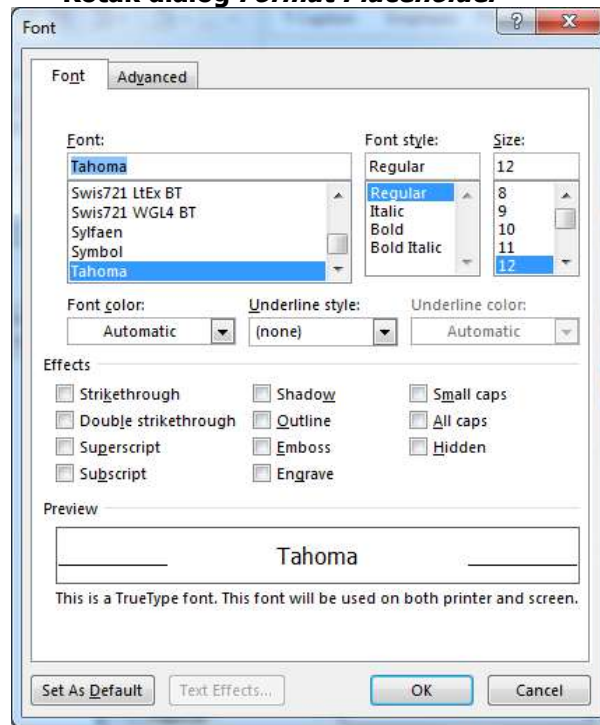 Kotak dialog Format Placeholder
Font
Font Advanced
Font: Font style: Size:
Tahoma Regular 12
Swis721 LtEx BT Regular 8
Swis721 WGL4 BT Italic 9
Sylfaen Bold 10
Symbol Bold Italic 11
Tahoma 12
Font color: Underline style: Underline color:
Automatic (none) Automatic
Effects
Strikethrough Shadow Small caps
Double strikethrough Outline All caps
Superscript Emboss Hidden
Subscript Engrave
Preview
Tahoma
This is a TrueType font. This font will be used on both printer and screen.
Set As Default Text Effects... OK Cancel